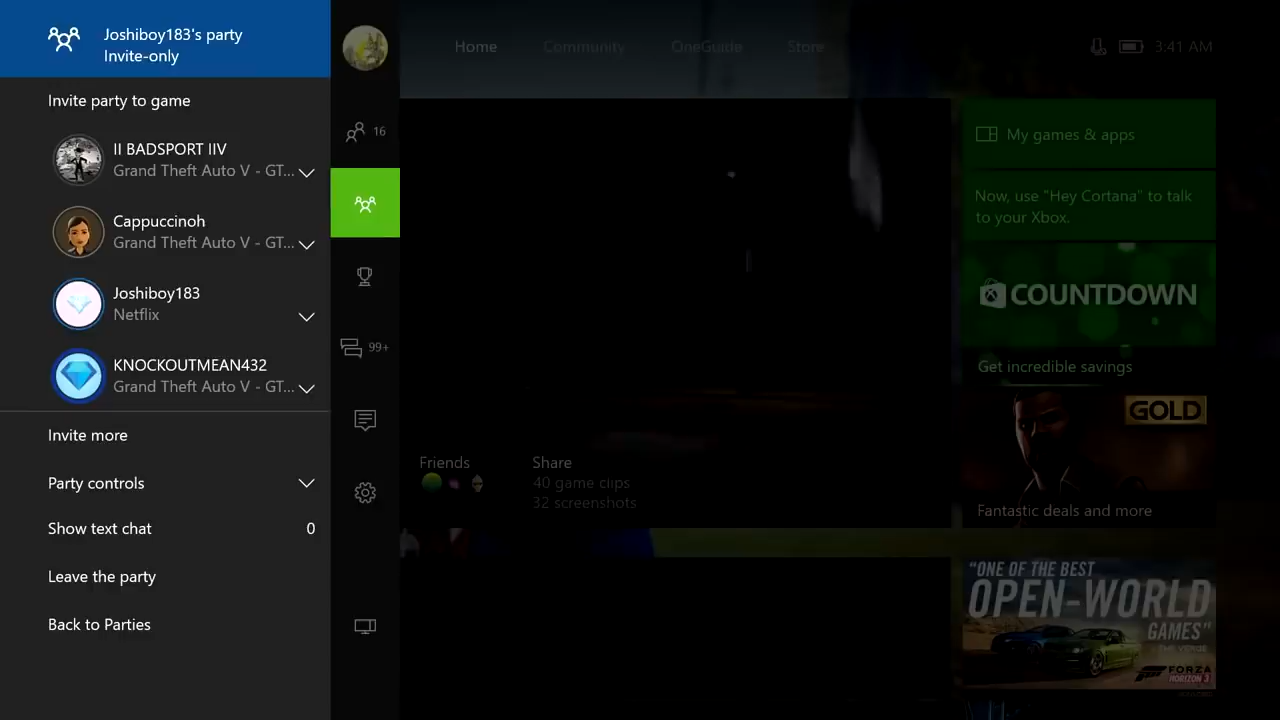 Joshiboy183's party
Invite-only
Invite party to game
II BADSPORT IIV
Grand Theft Auto V - GT...
Cappuccinoh
Grand Theft Auto V - GT...
Joshiboy183
Netflix
KNOCKOUTMEAN432
Grand Theft Auto V - GT...
Invite more
Party controls
Show text chat 0
Leave the party
Back to Parties
16
99+
Home Community OneGuide Store
3:41 AM
Friends
Share
40 game clips
32 screenshots
My games & apps
Now, use "Hey Cortana" to talk
to your Xbox.
COUNTDOWN
Get incredible savings
GOLD
Fantastic deals and more
"ONE OF THE BEST
OPEN-WORLD
GAMES"
THE VERGE
FORZA
HORIZON 3